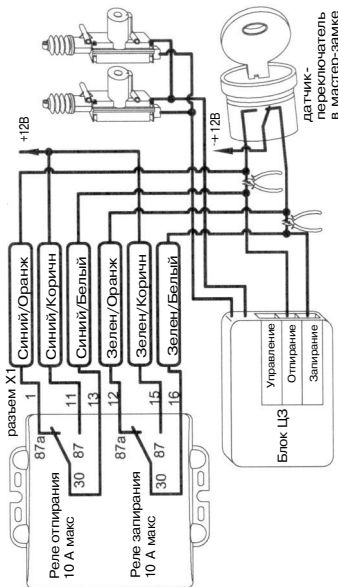 разъем X1
+12В
Синий/Оранж
Синий/Коричн
Синий/Белый
Зелен/Оранж
Зелен/Коричн
Зелен/Белый
1
11
13
12
15
16
87а
87
30
87а
87
30
Реле отпирания
10 А макс
Реле запирания
10 А макс
+12В
датчик-
переключатель
в мастер-замке
Блок ЦЗ
Управление
Отпирание
Запирание